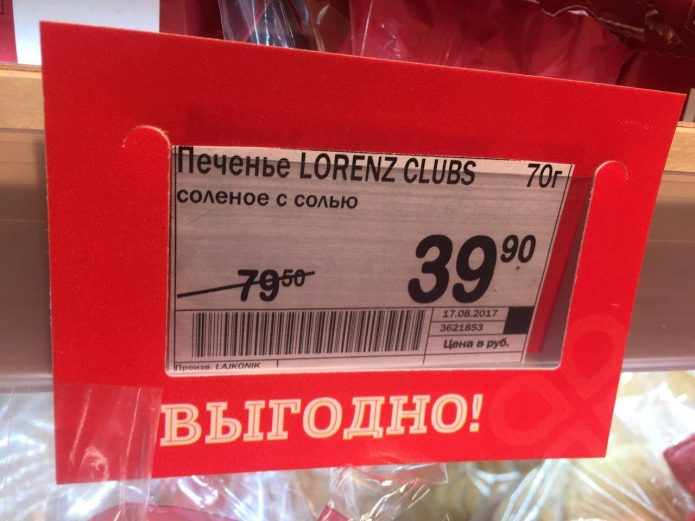 Печенье LORENZ CLUBS 70г
соленое с солью
79 50
39 90
17.08.2017
3621853
Цена в руб.
Произв. LAJKONIK
ВЫГОДНО!